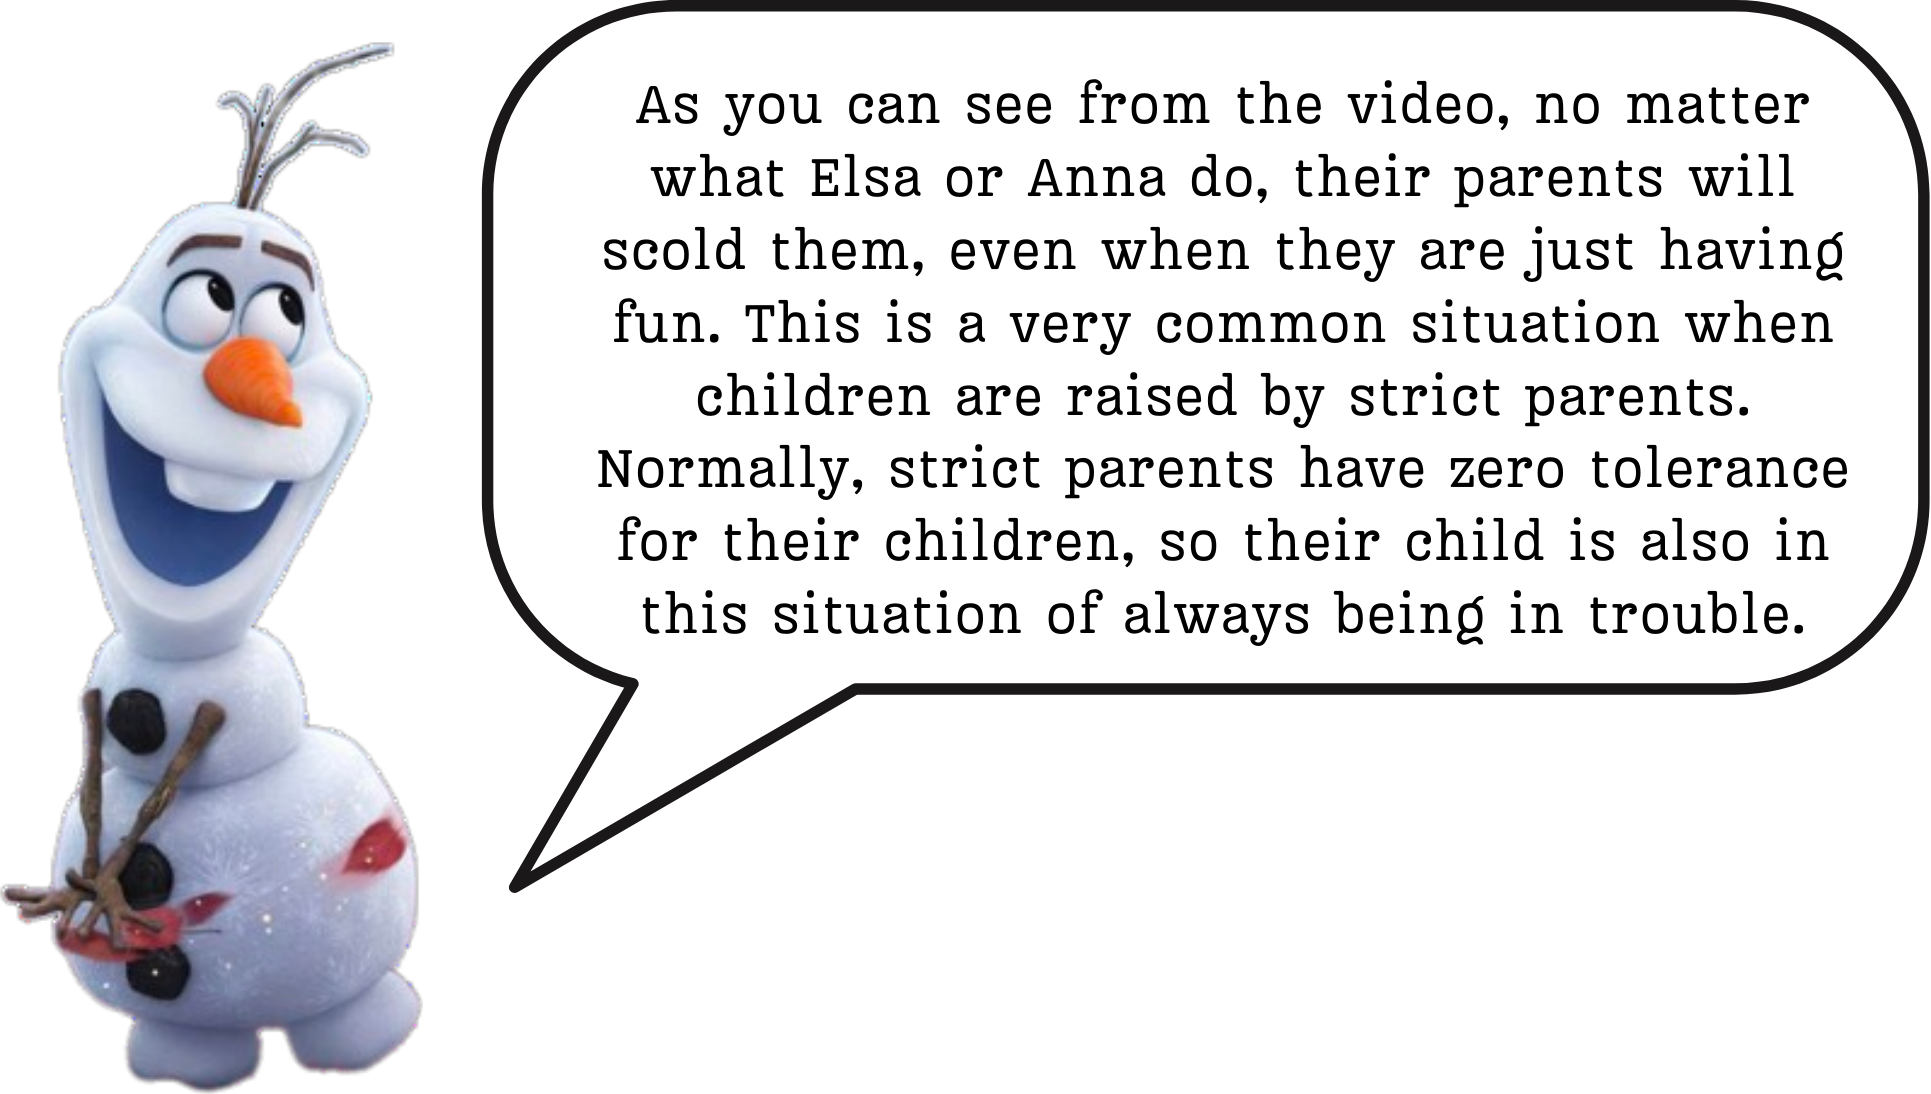 As you can see from the video, no matter
what Elsa or Anna do, their parents will
scold them, even when they are just having
fun. This is a very common situation when
children are raised by strict parents.
Normally, strict parents have zero tolerance
for their children, so their child is also in
this situation of always being in trouble.